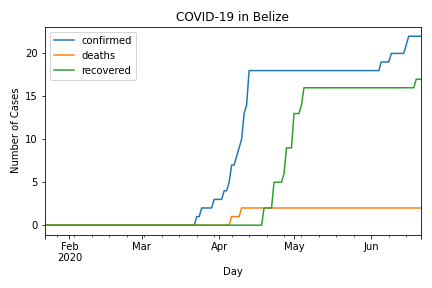 COVID-19 in Belize
confirmed
deaths
recovered
Number of Cases
20
15
10
5
0
Feb Mar Apr May Jun
2020
Day